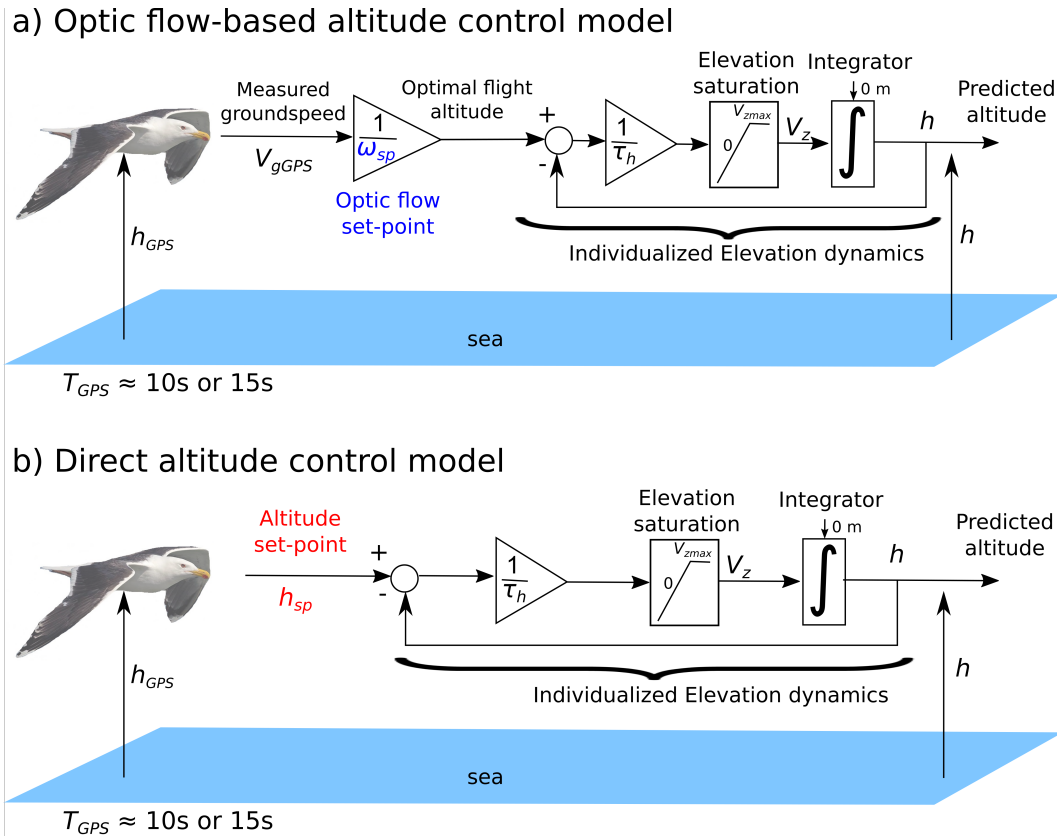 a) Optic flow-based altitude control model
Measured
groundspeed
V_gGPS
1
ω_sp
Optic flow
set-point
Optimal flight
altitude
+
-
1
τ_h
Elevation
saturation
V_zmax
0
V_z
Integrator
0 m
∫
h
Predicted
altitude
h_GPS
Individualized Elevation dynamics
h
sea
T_GPS ≈ 10s or 15s
b) Direct altitude control model
Altitude
set-point
h_sp
+
-
1
τ_h
Elevation
saturation
V_zmax
0
V_z
Integrator
0 m
∫
h
Predicted
altitude
h_GPS
Individualized Elevation dynamics
h
sea
T_GPS ≈ 10s or 15s